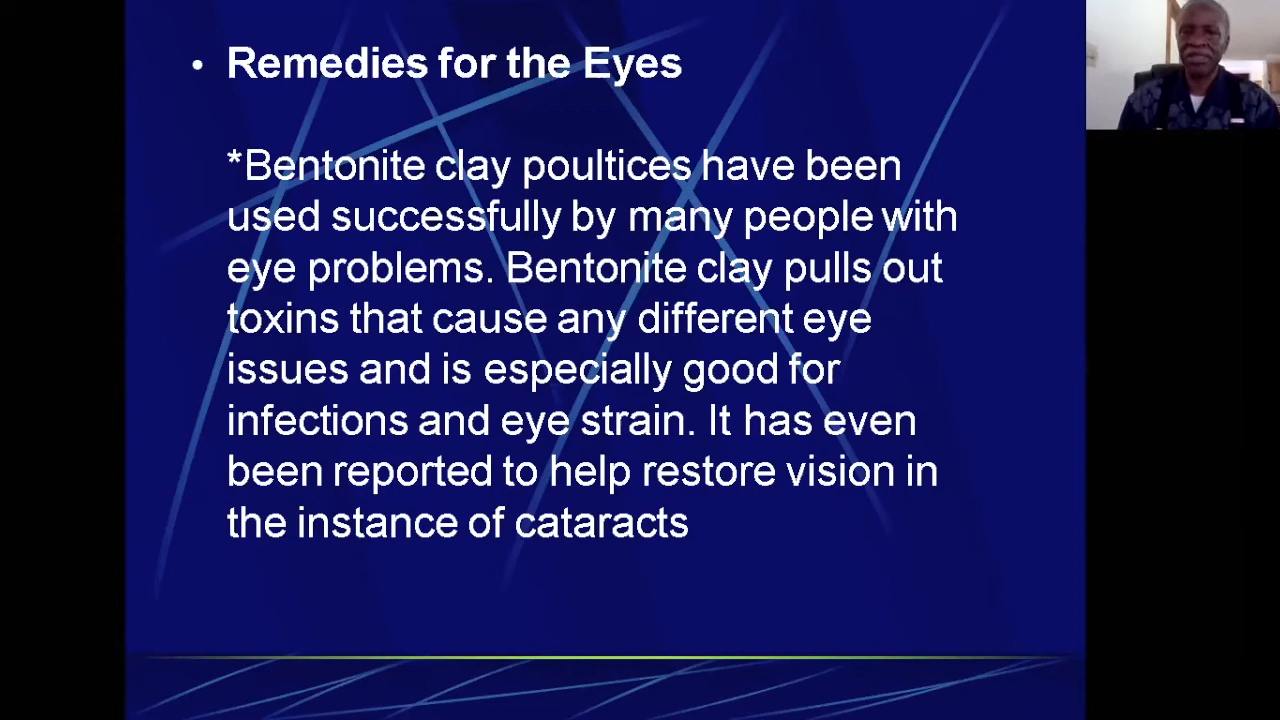 • Remedies for the Eyes
*Bentonite clay poultices have been
used successfully by many people with
eye problems. Bentonite clay pulls out
toxins that cause any different eye
issues and is especially good for
infections and eye strain. It has even
been reported to help restore vision in
the instance of cataracts